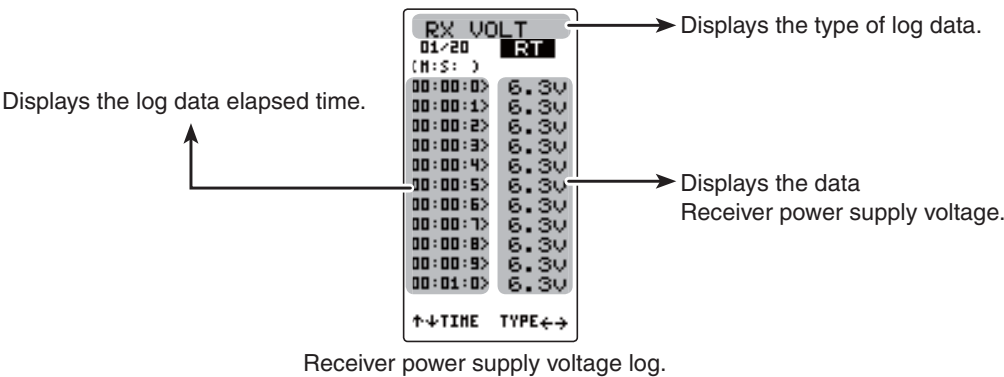 RX VOLT
Displays the type of log data.
01/20 RT
(M:S: )
Displays the log data elapsed time.
00:00:0> 6.3V
00:00:1> 6.3V
00:00:2> 6.3V
00:00:3> 6.3V
00:00:4> 6.3V
00:00:5> 6.3V
00:00:6> 6.3V
00:00:7> 6.3V
00:00:8> 6.3V
00:00:9> 6.3V
00:01:0> 6.3V
Displays the data
Receiver power supply voltage.
↑↓TIME TYPE←→
Receiver power supply voltage log.